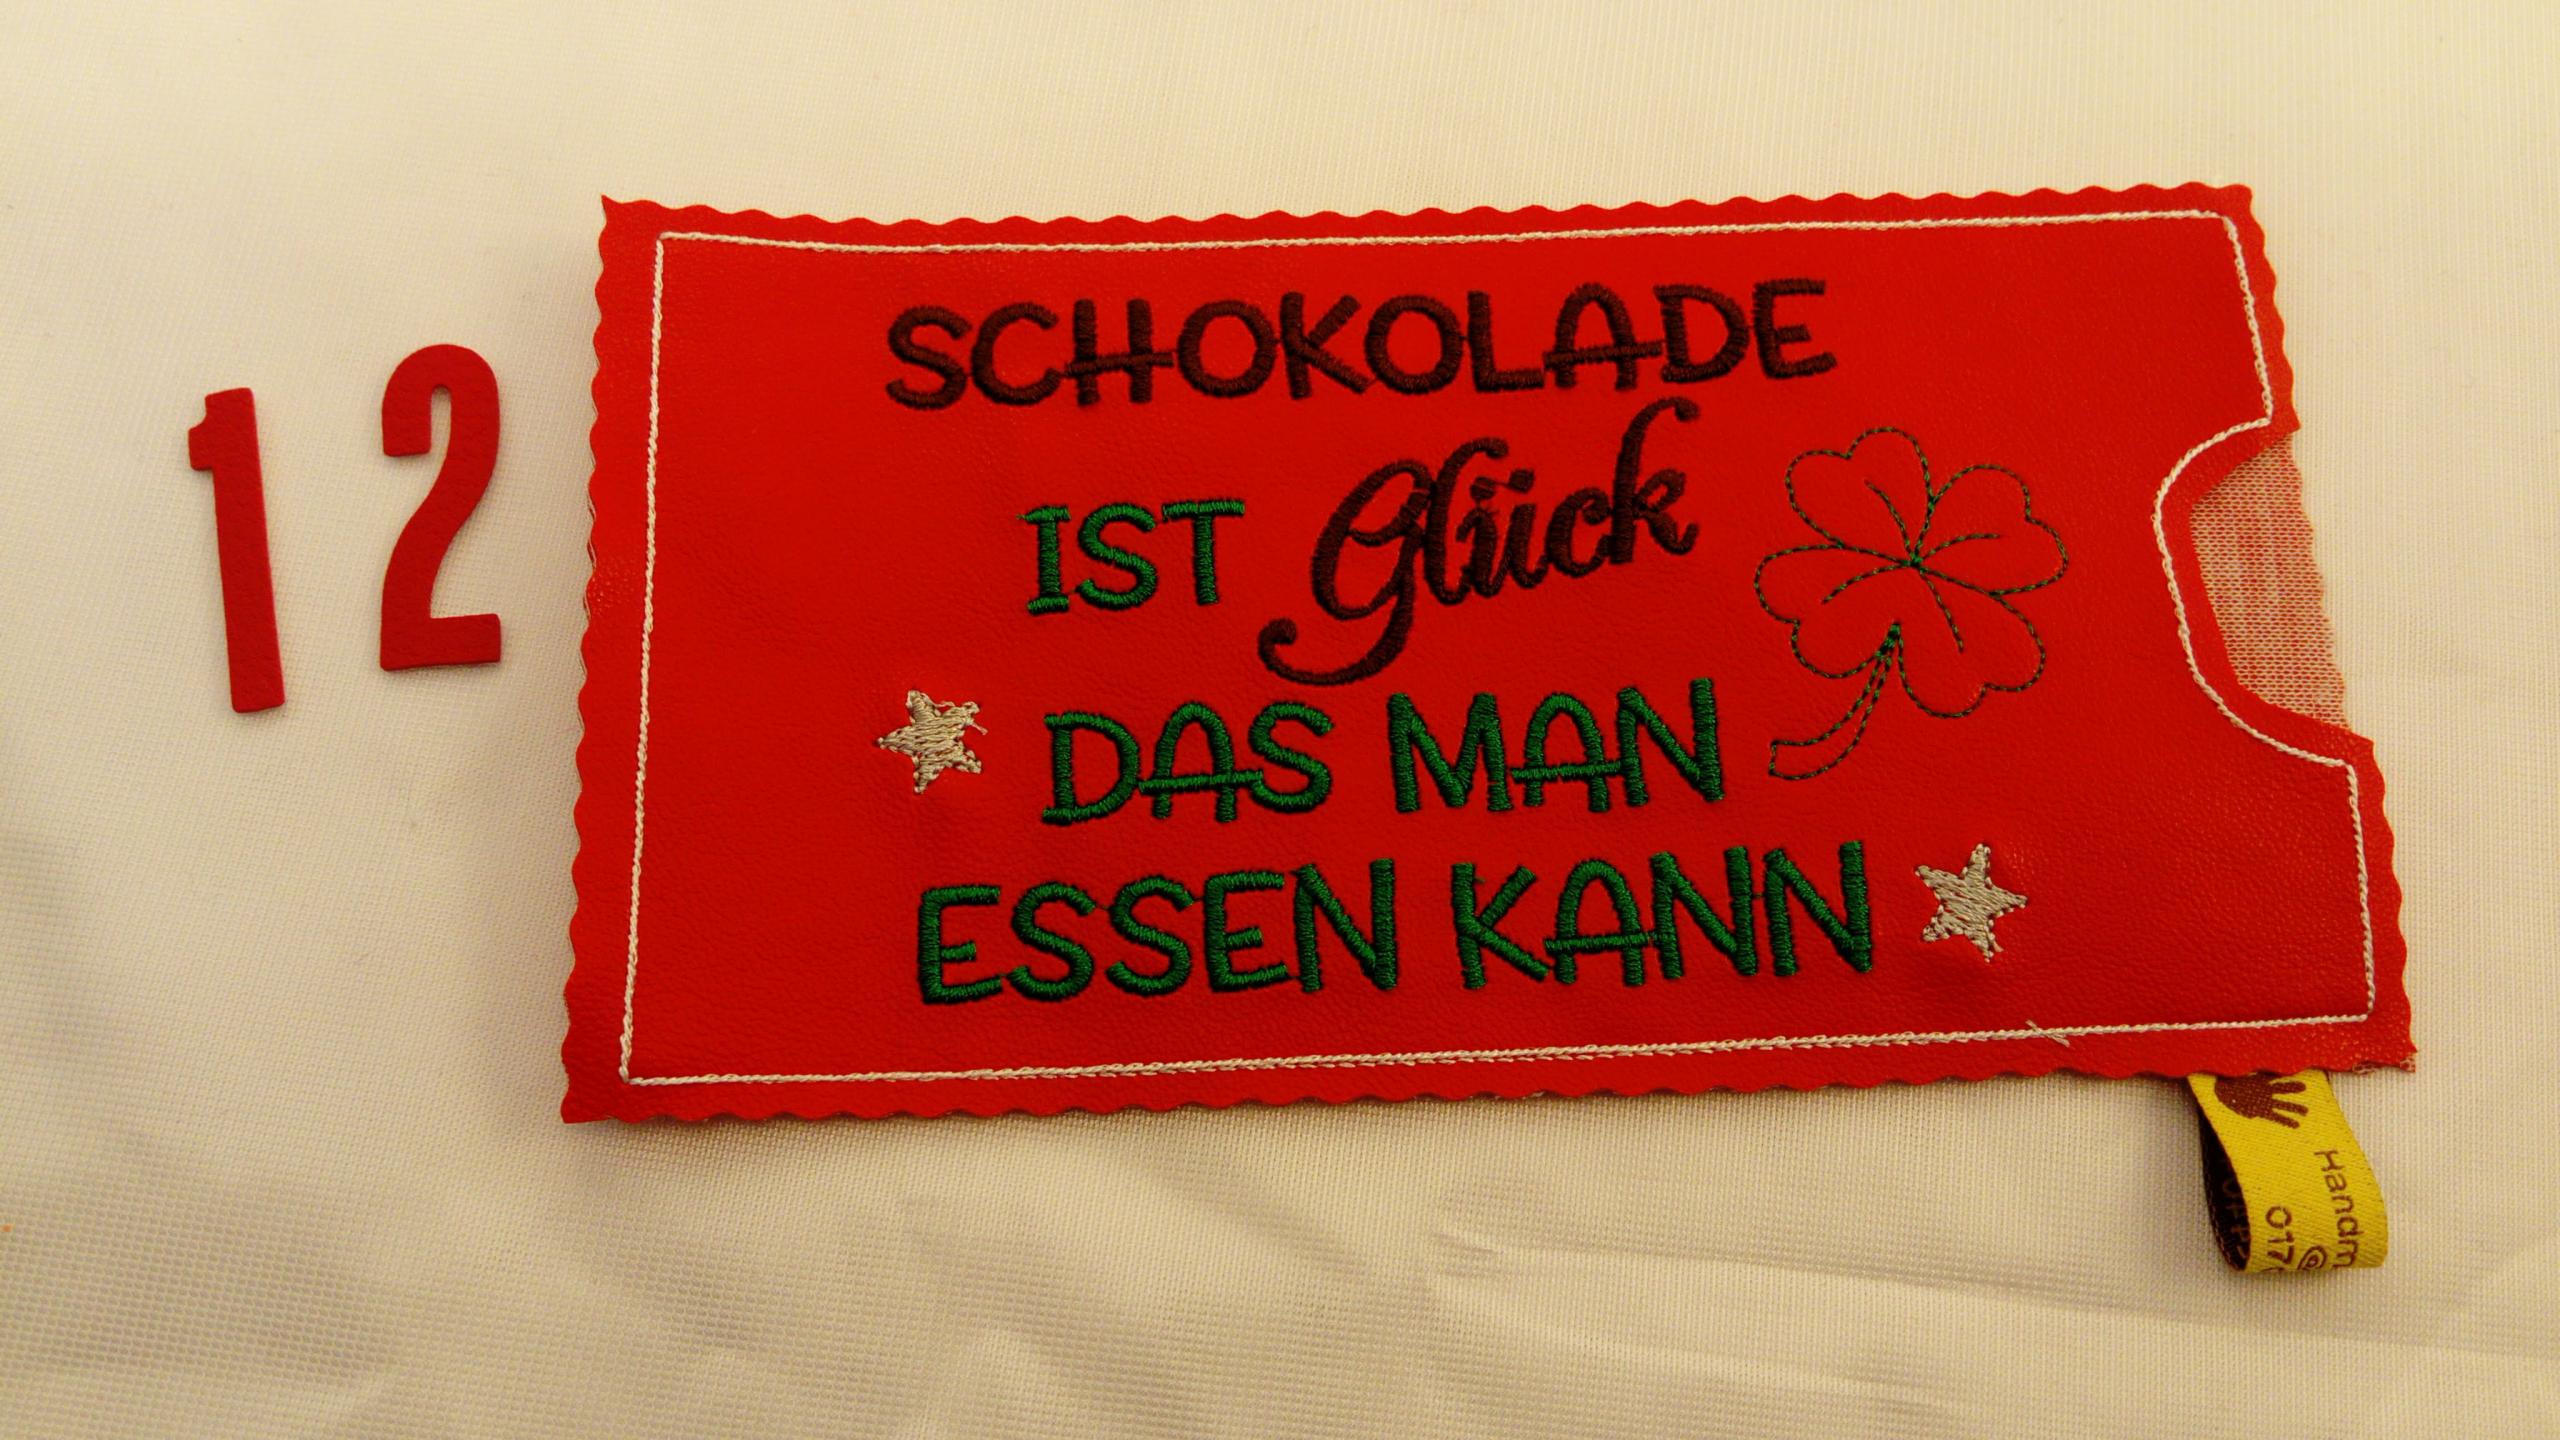 12
SCHOKOLADE
IST Glück
DAS MAN
ESSEN KANN